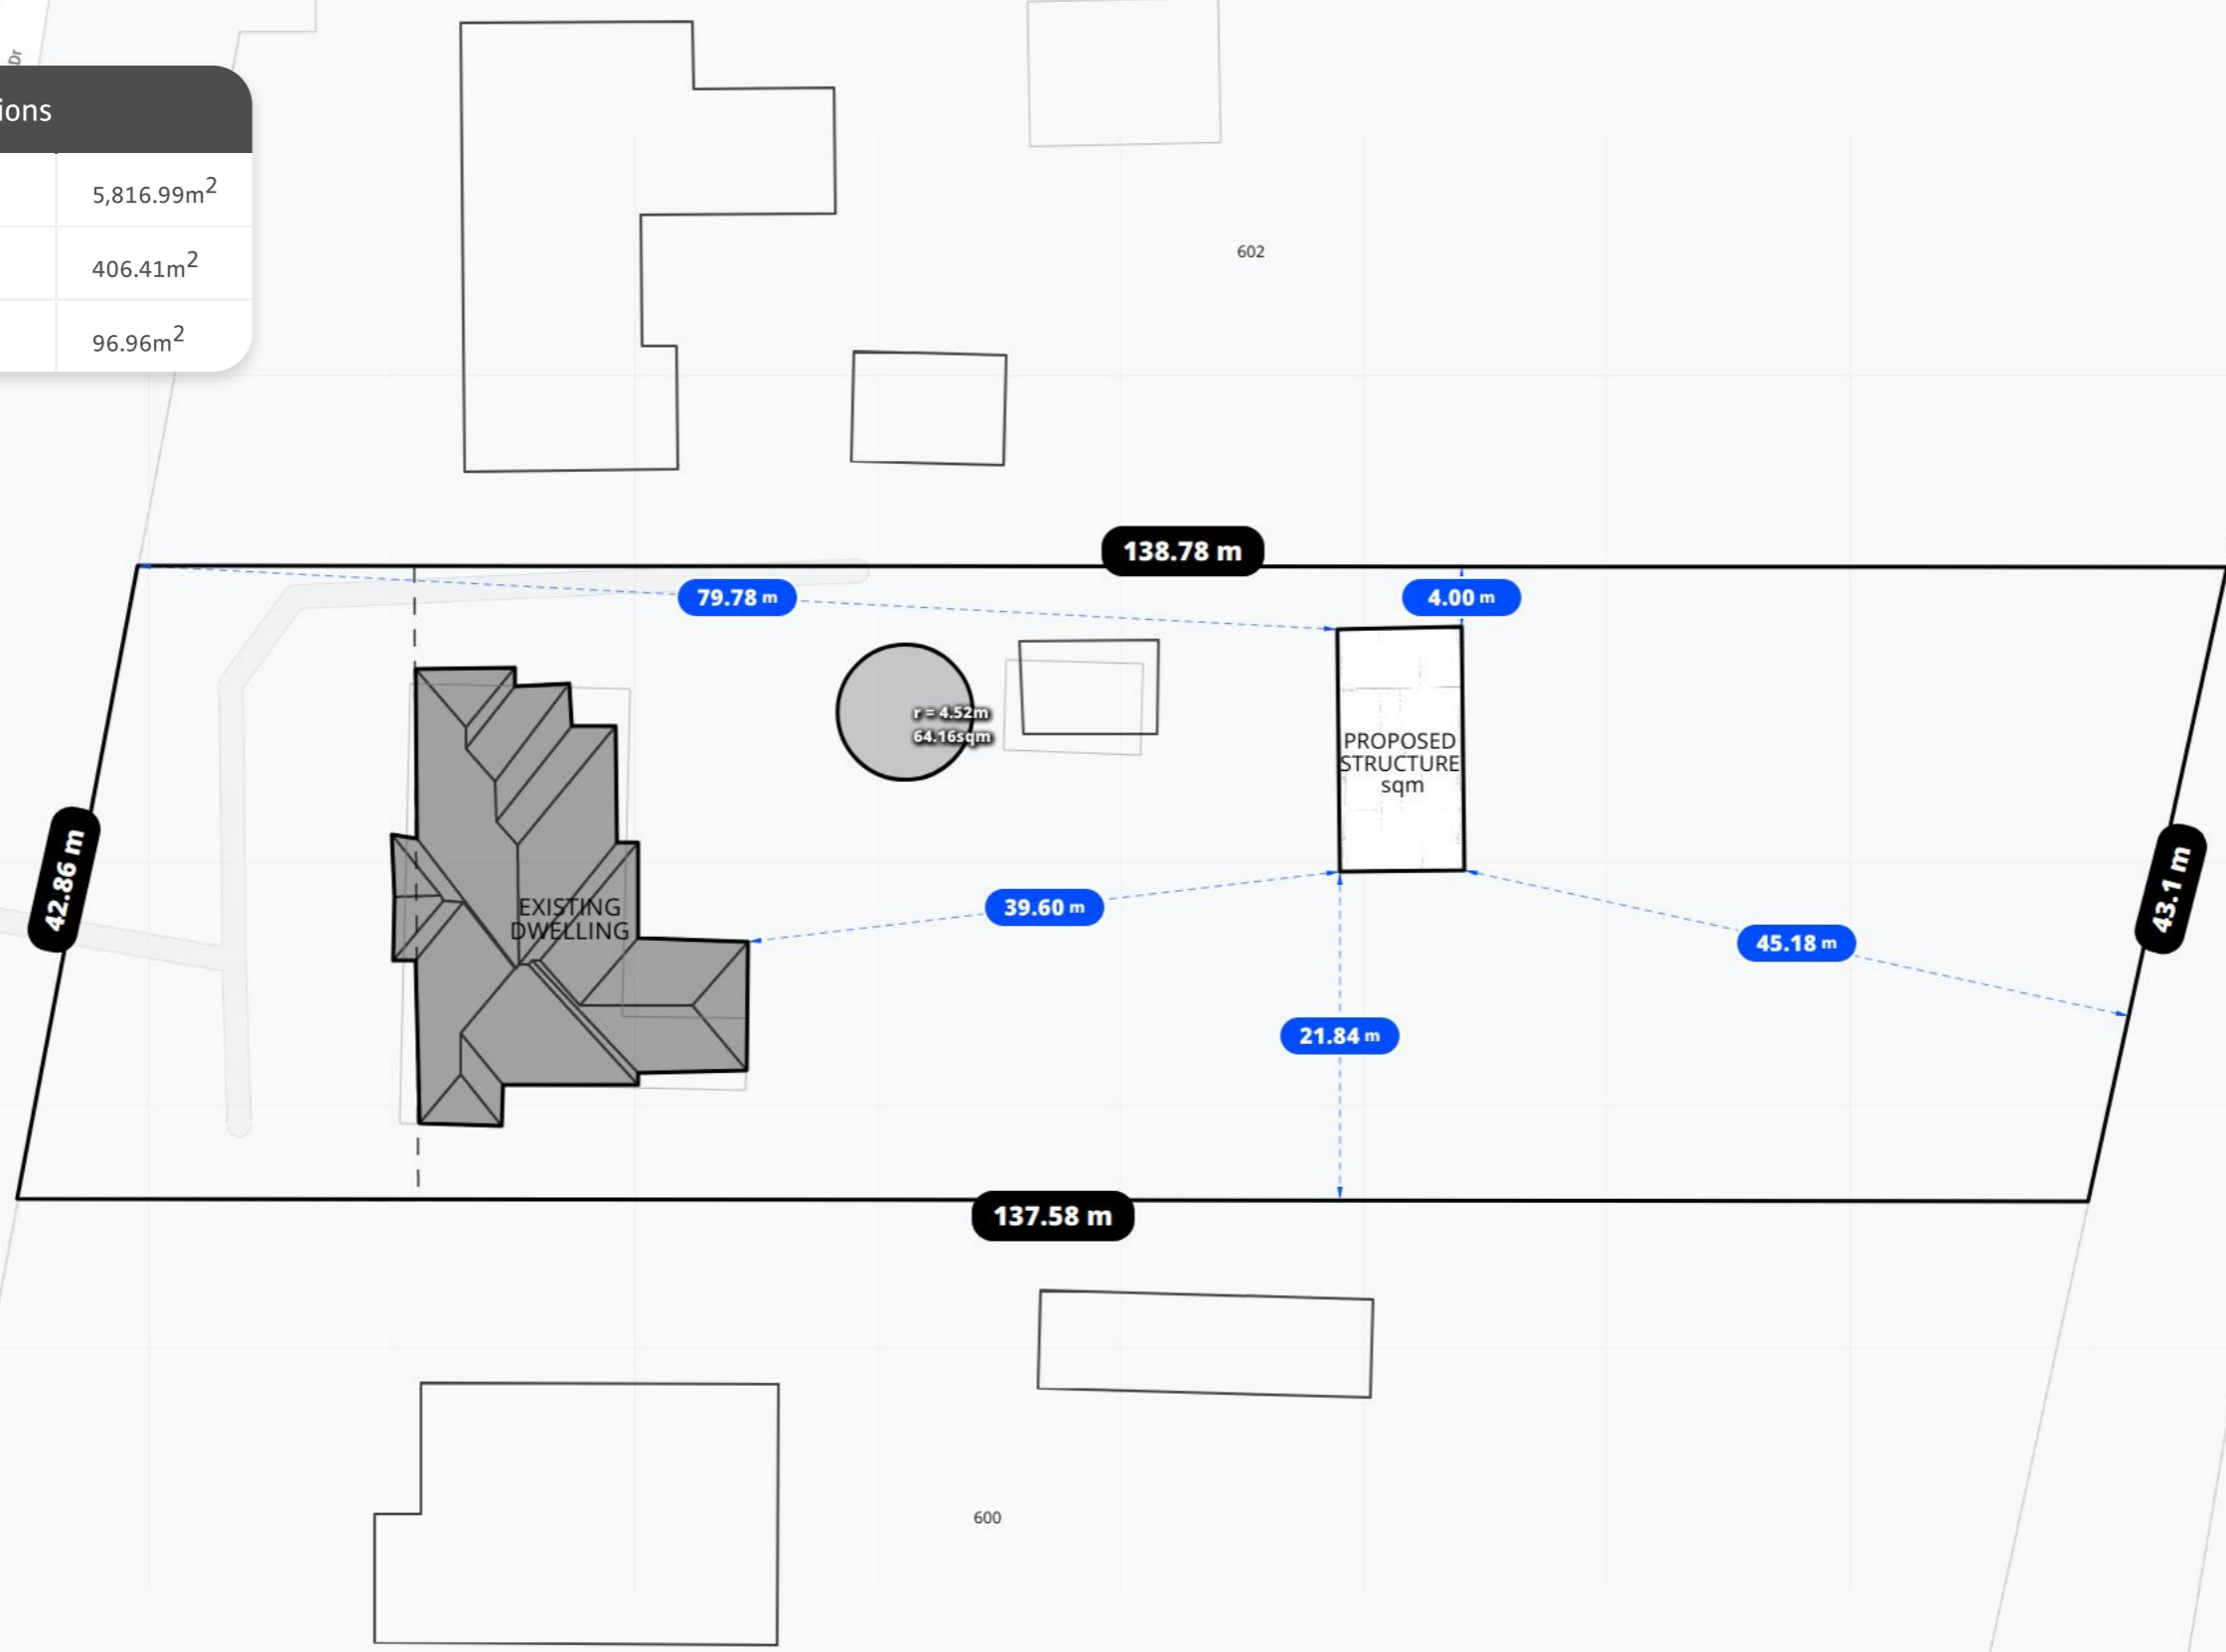 Dr
ions
5,816.99m²
406.41m²
96.96m²
602
138.78 m
79.78 m
4.00 m
r = 4.52m
64.16sqm
PROPOSED
STRUCTURE
sqm
42.86 m
43.1 m
EXISTING
DWELLING
39.60 m
45.18 m
21.84 m
137.58 m
600